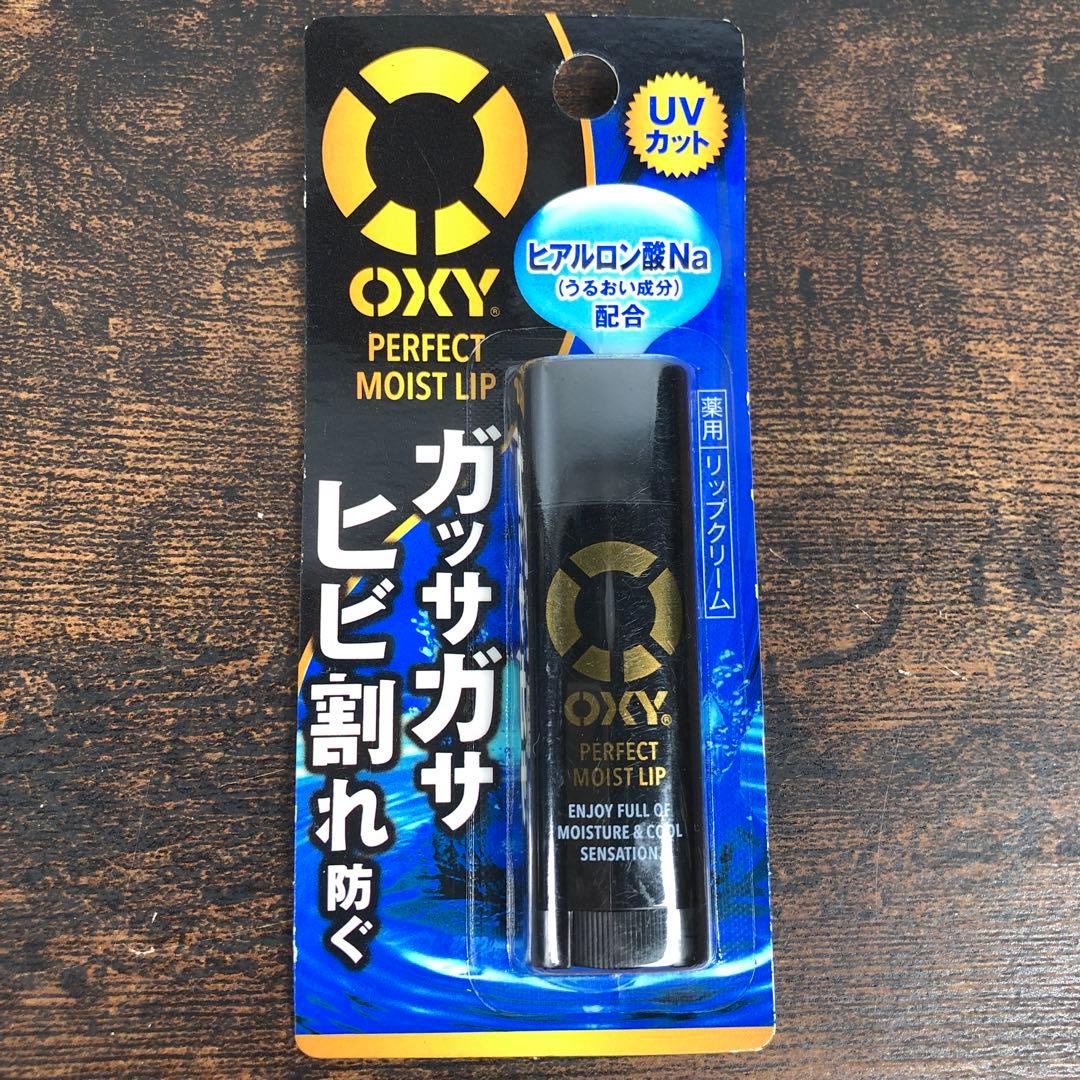 UV
カット
ヒアルロン酸Na
(うるおい成分)
配合
OXY®
PERFECT
MOIST LIP
ガッサガサ
ヒビ割れ防ぐ
薬用リップクリーム
OXY®
PERFECT
MOIST LIP
ENJOY FULL OF
MOISTURE & COOL
SENSATION.